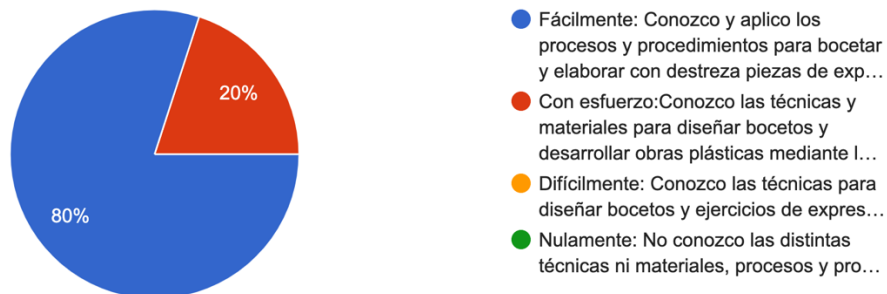 80%
20%
Fácilmente: Conozco y aplico los
procesos y procedimientos para bocetar
y elaborar con destreza piezas de exp…
Con esfuerzo:Conozco las técnicas y
materiales para diseñar bocetos y
desarrollar obras plásticas mediante l…
Difícilmente: Conozco las técnicas para
diseñar bocetos y ejercicios de expres…
Nulamente: No conozco las distintas
técnicas ni materiales, procesos y pro…